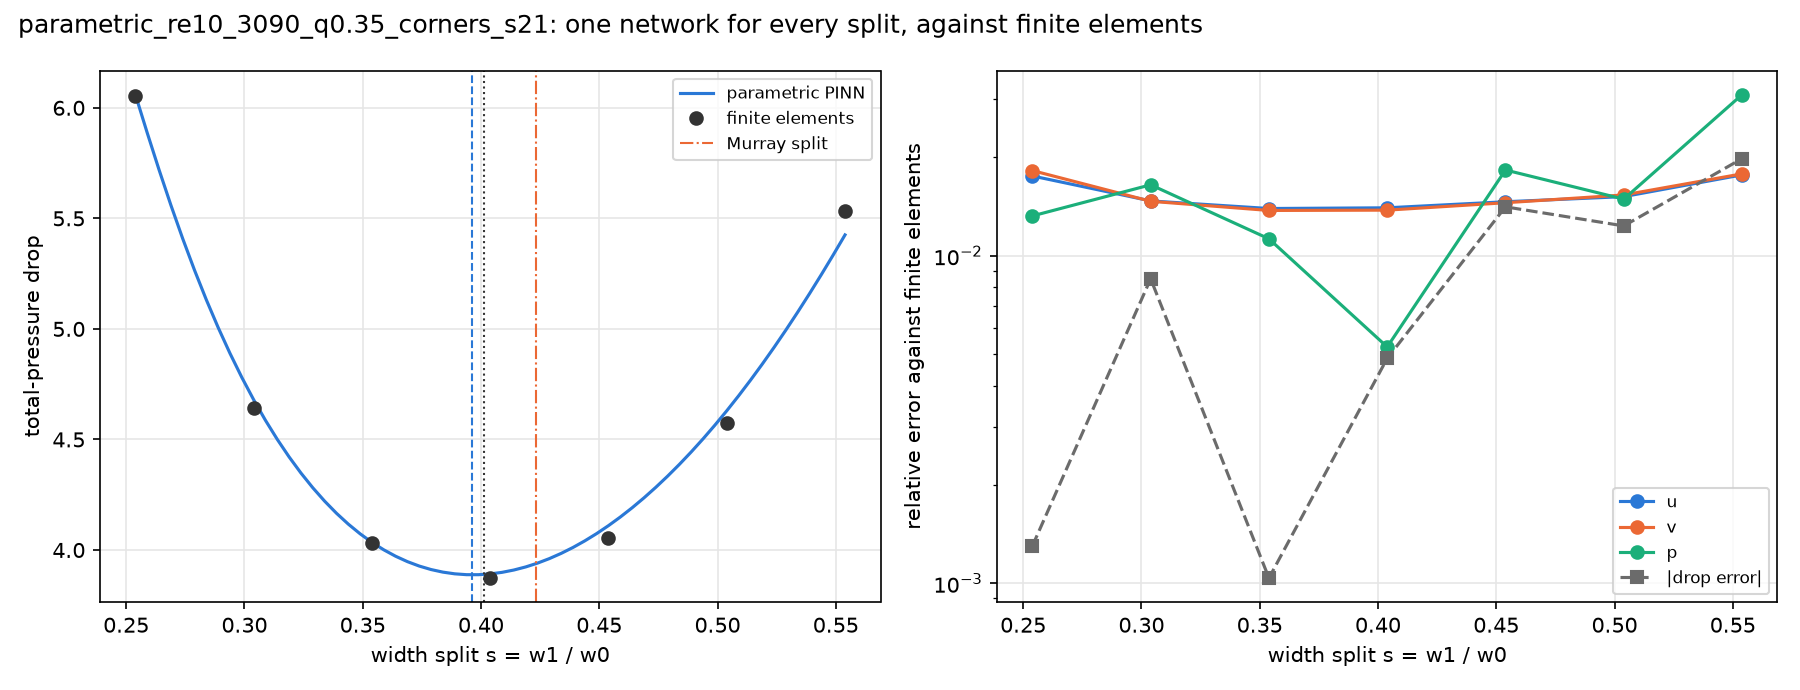 parametric_re10_3090_q0.35_corners_s21: one network for every split, against finite elements
total-pressure drop
6.0
5.5
5.0
4.5
4.0
parametric PINN
finite elements
Murray split
0.25 0.30 0.35 0.40 0.45 0.50 0.55
width split s = w1 / w0
relative error against finite elements
10⁻²
10⁻³
u
v
p
|drop error|
0.25 0.30 0.35 0.40 0.45 0.50 0.55
width split s = w1 / w0